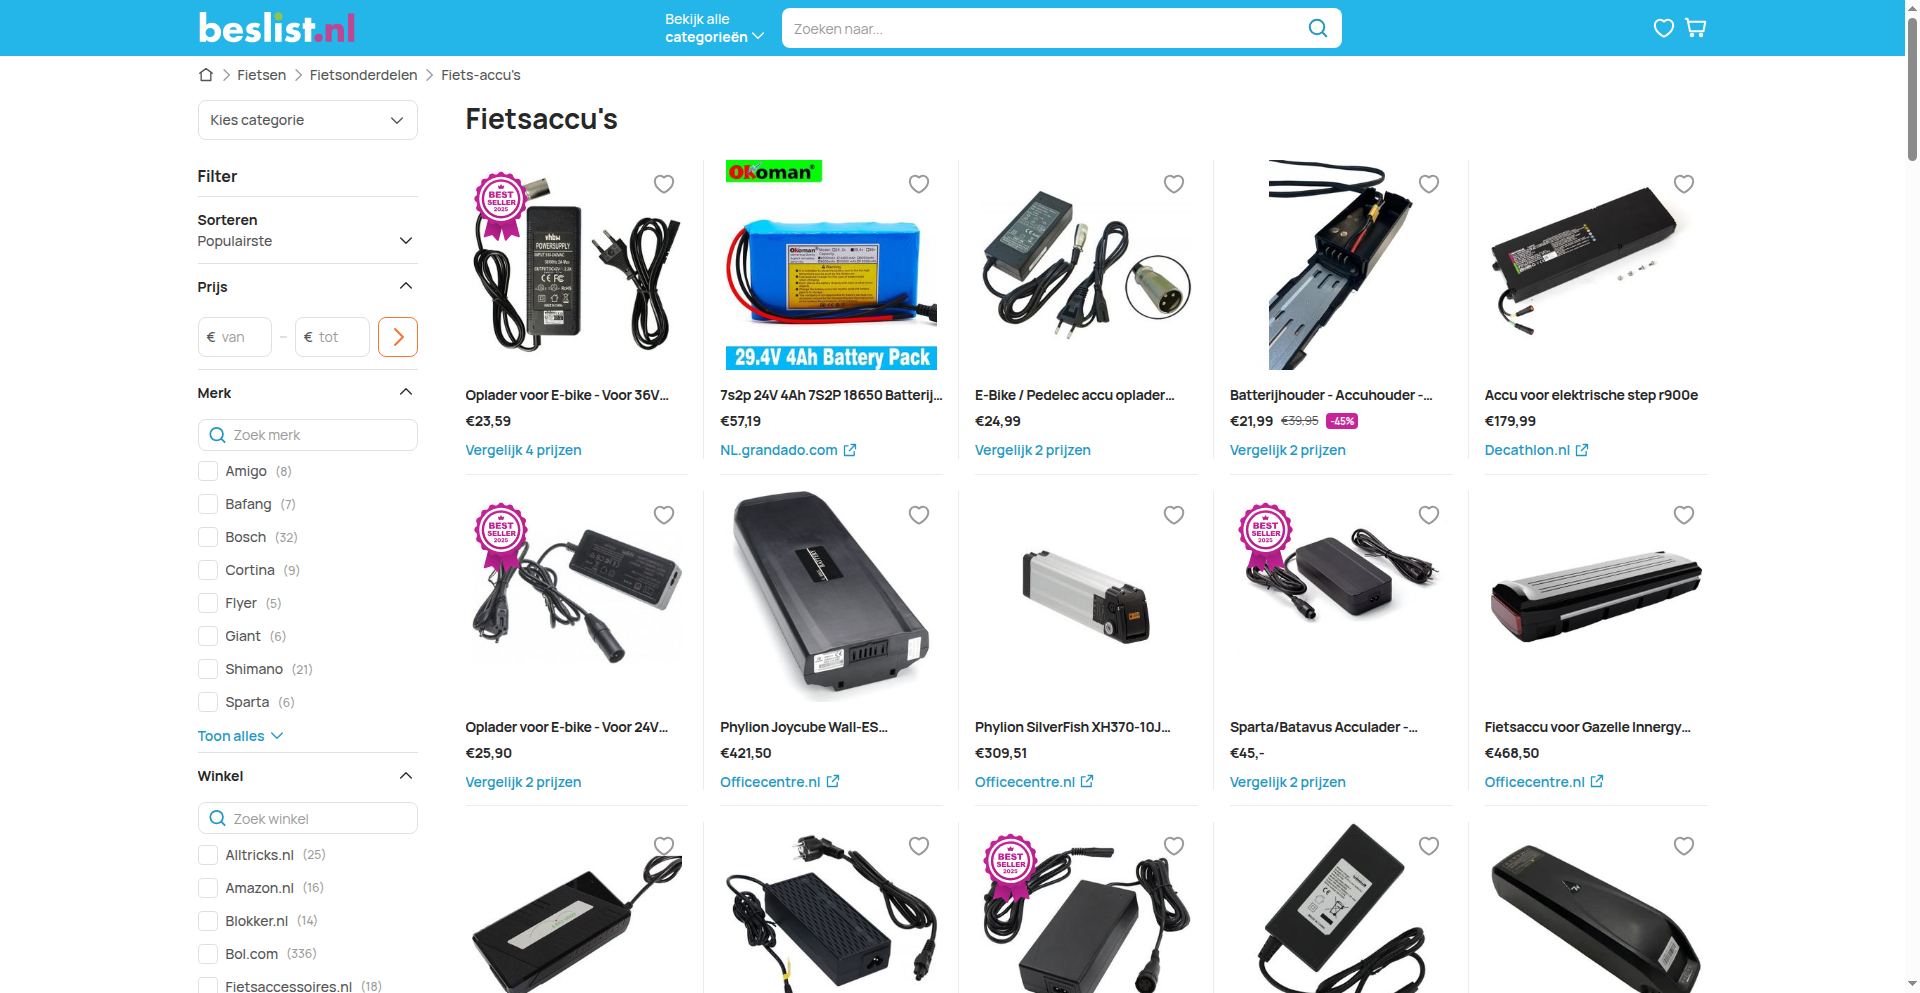 beslist.nl
Bekijk alle
categorieën
Zoeken naar...
Fietsen
Fietsonderdelen
Fiets-accu's
Kies categorie
Fietsaccu's
Filter
Sorteren
Populairste
Prijs
€ van
–
€ tot
Merk
Zoek merk
Amigo (8)
Bafang (7)
Bosch (32)
Cortina (9)
Flyer (5)
Giant (6)
Shimano (21)
Sparta (6)
Toon alles
Winkel
Zoek winkel
Alltricks.nl (25)
Amazon.nl (16)
Blokker.nl (14)
Bol.com (336)
Fietsaccessoires.nl (18)
BEST
SELLER
2025
vhbw
POWERSUPPLY
Oplader voor E-bike - Voor 36V...
€23,59
Vergelijk 4 prijzen
Okoman
Okoman
29.4V 4Ah Battery Pack
7s2p 24V 4Ah 7S2P 18650 Batterij...
€57,19
NL.grandado.com
E-Bike / Pedelec accu oplader...
€24,99
Vergelijk 2 prijzen
Batterijhouder - Accuhouder -...
€21,99 €39,95 -45%
Vergelijk 2 prijzen
Accu voor elektrische step r900e
€179,99
Decathlon.nl
BEST
SELLER
2025
Oplader voor E-bike - Voor 24V...
€25,90
Vergelijk 2 prijzen
Phylion Joycube Wall-ES...
€421,50
Officecentre.nl
Phylion SilverFish XH370-10J...
€309,51
Officecentre.nl
BEST
SELLER
2025
Sparta/Batavus Acculader -...
€45,-
Vergelijk 2 prijzen
Fietsaccu voor Gazelle Innergy...
€468,50
Officecentre.nl
BEST
SELLER
2025